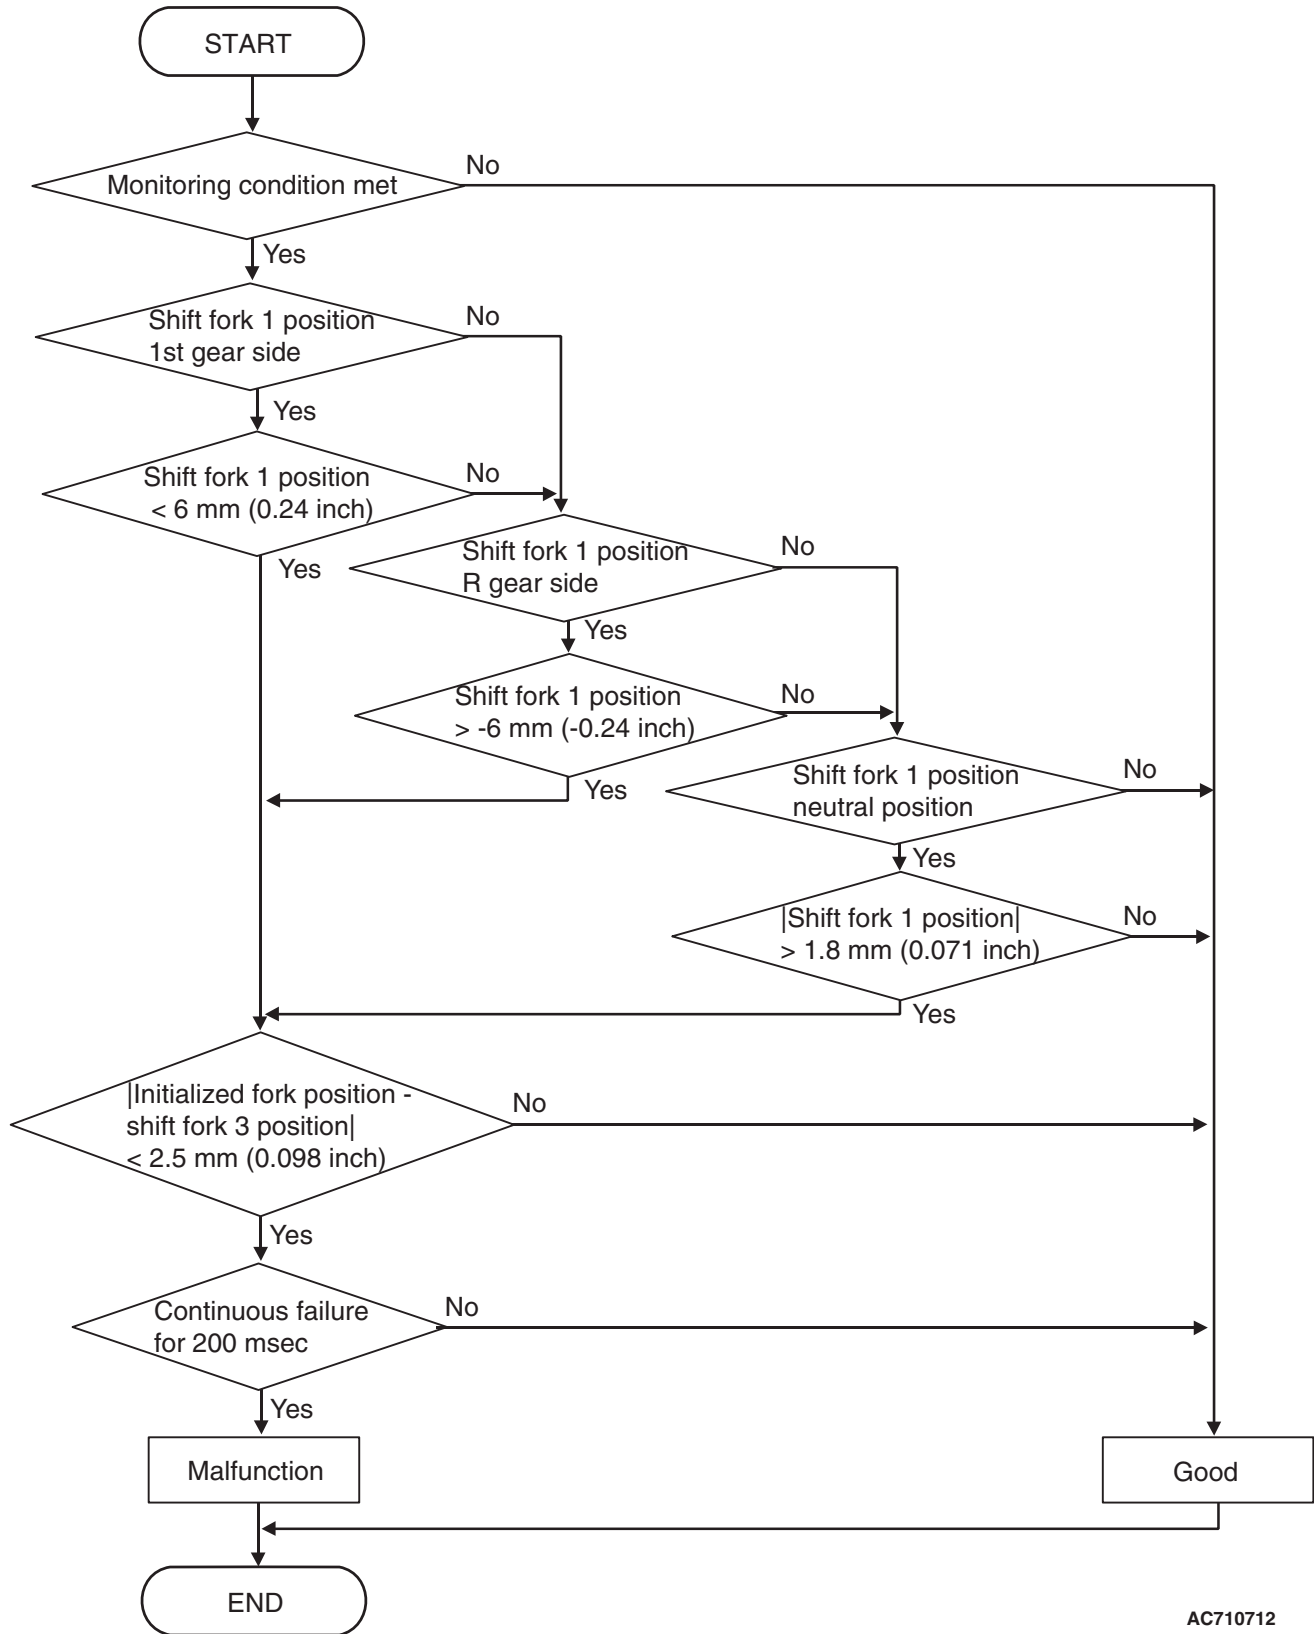 START
Monitoring condition met
No
Yes
Shift fork 1 position
1st gear side
No
Yes
Shift fork 1 position
< 6 mm (0.24 inch)
No
Yes
Shift fork 1 position
R gear side
No
Yes
Shift fork 1 position
> -6 mm (-0.24 inch)
No
Yes
Shift fork 1 position
neutral position
No
Yes
|Shift fork 1 position|
> 1.8 mm (0.071 inch)
No
Yes
|Initialized fork position -
shift fork 3 position|
< 2.5 mm (0.098 inch)
No
Yes
Continuous failure
for 200 msec
No
Yes
Malfunction
Good
END
AC710712